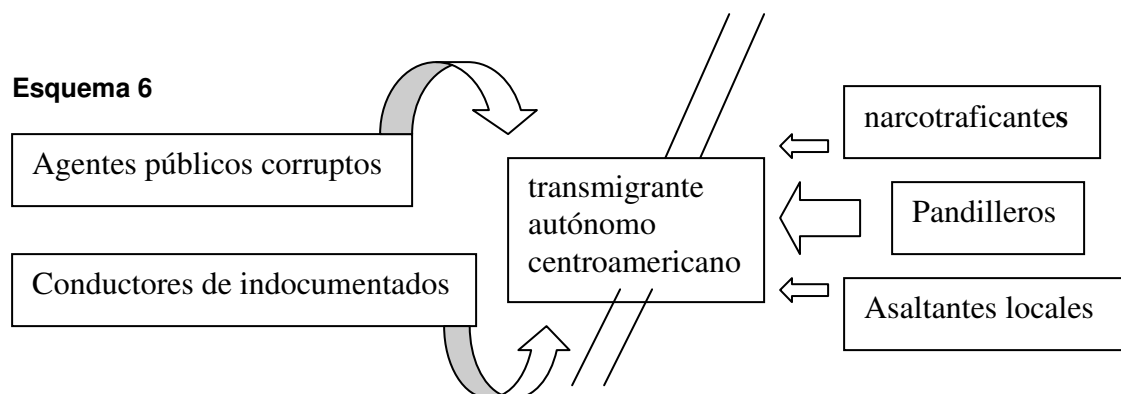 Esquema 6
Agentes públicos corruptos
Conductores de indocumentados
transmigrante
autónomo
centroamericano
narcotraficantes
Pandilleros
Asaltantes locales